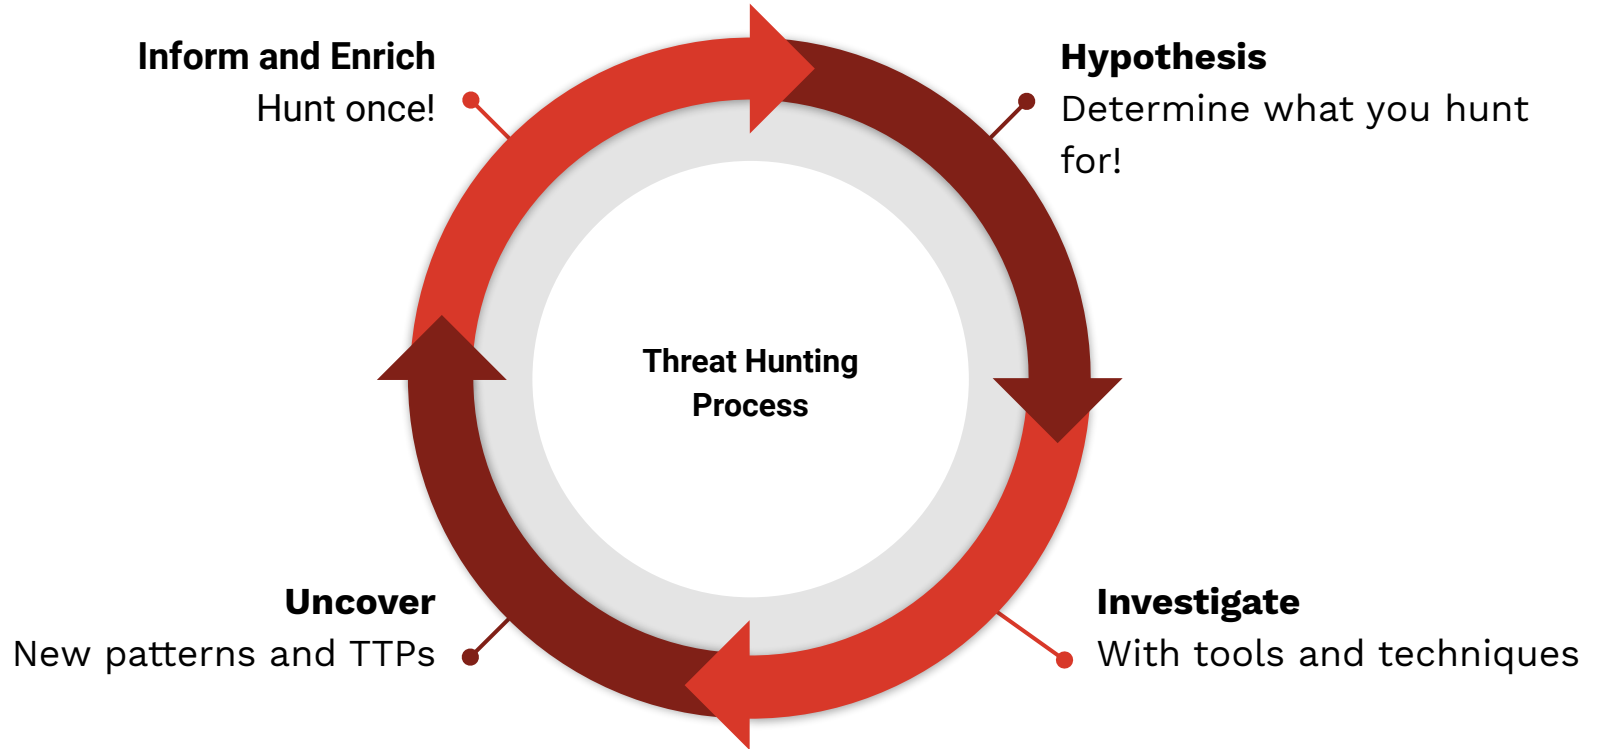 Inform and Enrich
Hunt once!
Hypothesis
Determine what you hunt
for!
Threat Hunting
Process
Uncover
New patterns and TTPs
Investigate
With tools and techniques